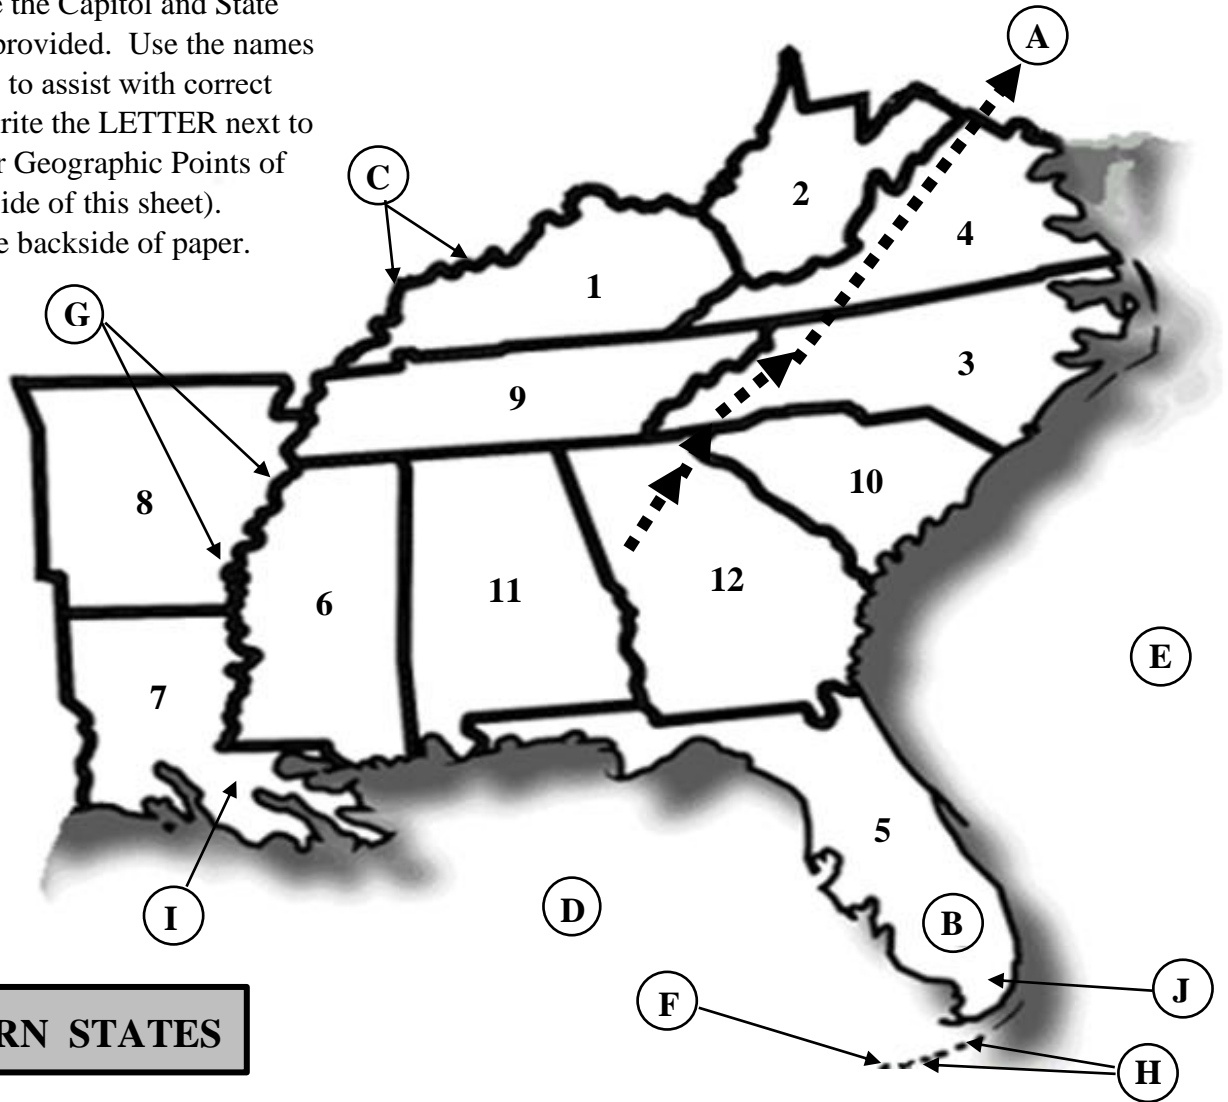 e the Capitol and State
provided. Use the names
to assist with correct
rite the LETTER next to
r Geographic Points of
ide of this sheet).
e backside of paper.
A
C
2
4
1
G
3
9
8
10
12
11
6
E
7
5
I
D
B
F
J
H
RN STATES